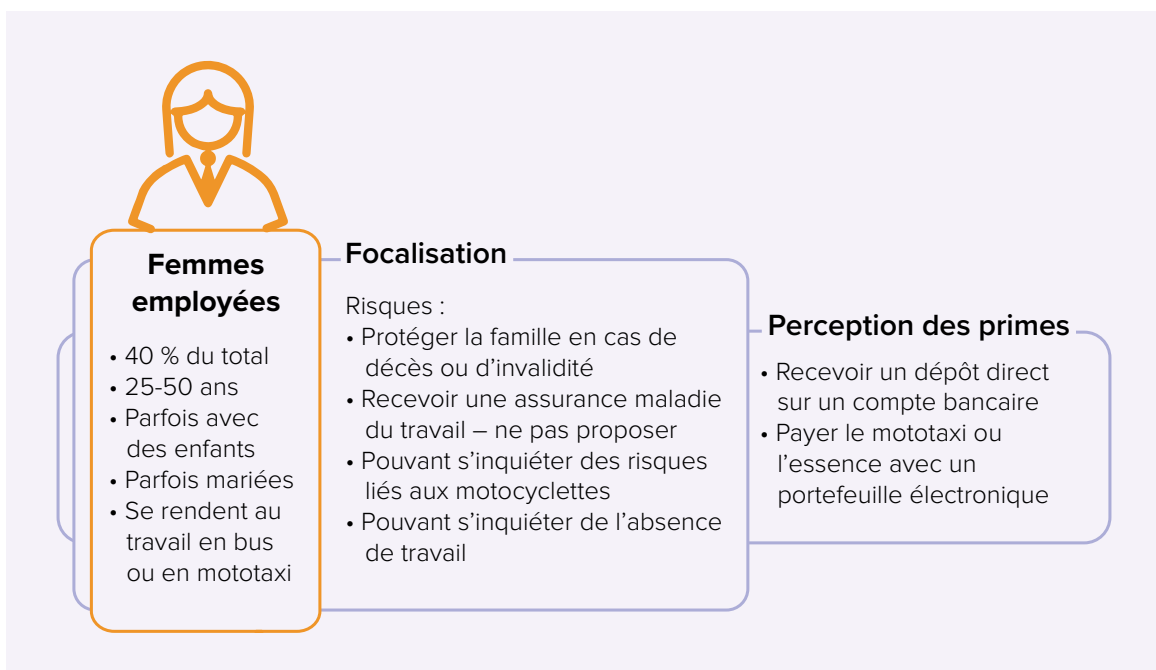 Femmes
employées
• 40 % du total
• 25-50 ans
• Parfois avec
des enfants
• Parfois mariées
• Se rendent au
travail en bus
ou en mototaxi
Focalisation
Risques :
• Protéger la famille en cas de
décès ou d’invalidité
• Recevoir une assurance maladie
du travail – ne pas proposer
• Pouvant s’inquiéter des risques
liés aux motocyclettes
• Pouvant s’inquiéter de l’absence
de travail
Perception des primes
• Recevoir un dépôt direct
sur un compte bancaire
• Payer le mototaxi ou
l’essence avec un
portefeuille électronique